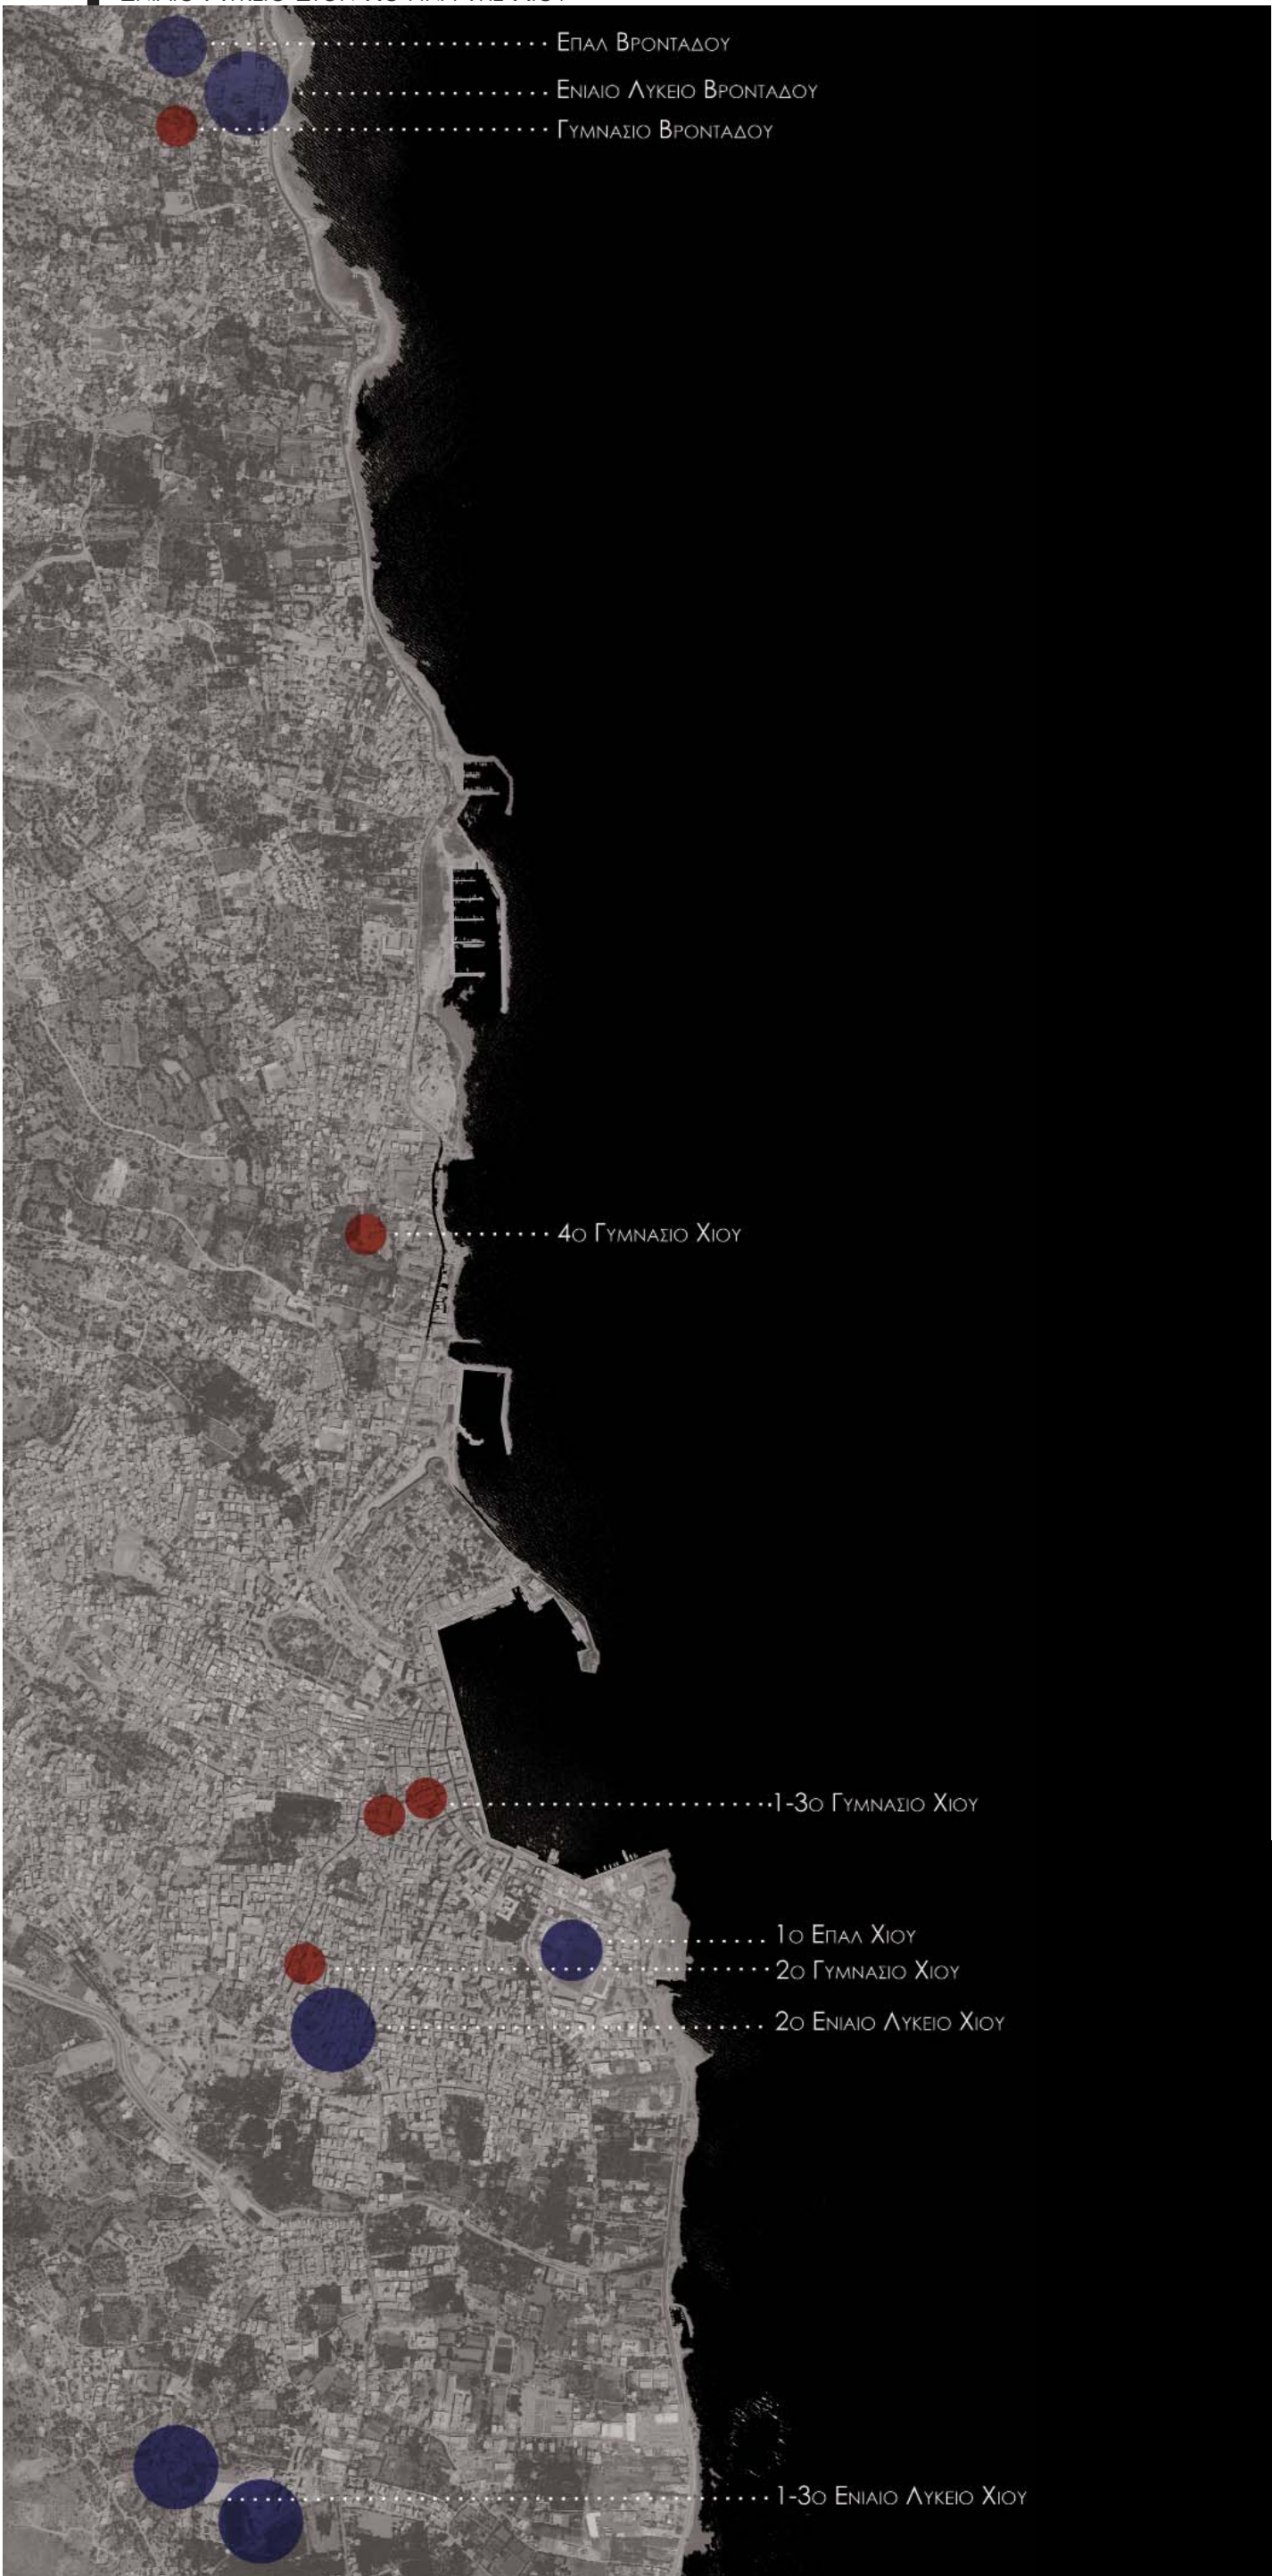 Επαλ Βρονταδου
Ενιαιο Λυκειο Βρονταδου
Γυμνασιο Βρονταδου
4ο Γυμνασιο Χιου
1-3ο Γυμνασιο Χιου
1ο Επαλ Χιου
2ο Γυμνασιο Χιου
2ο Ενιαιο Λυκειο Χιου
1-3ο Ενιαιο Λυκειο Χιου